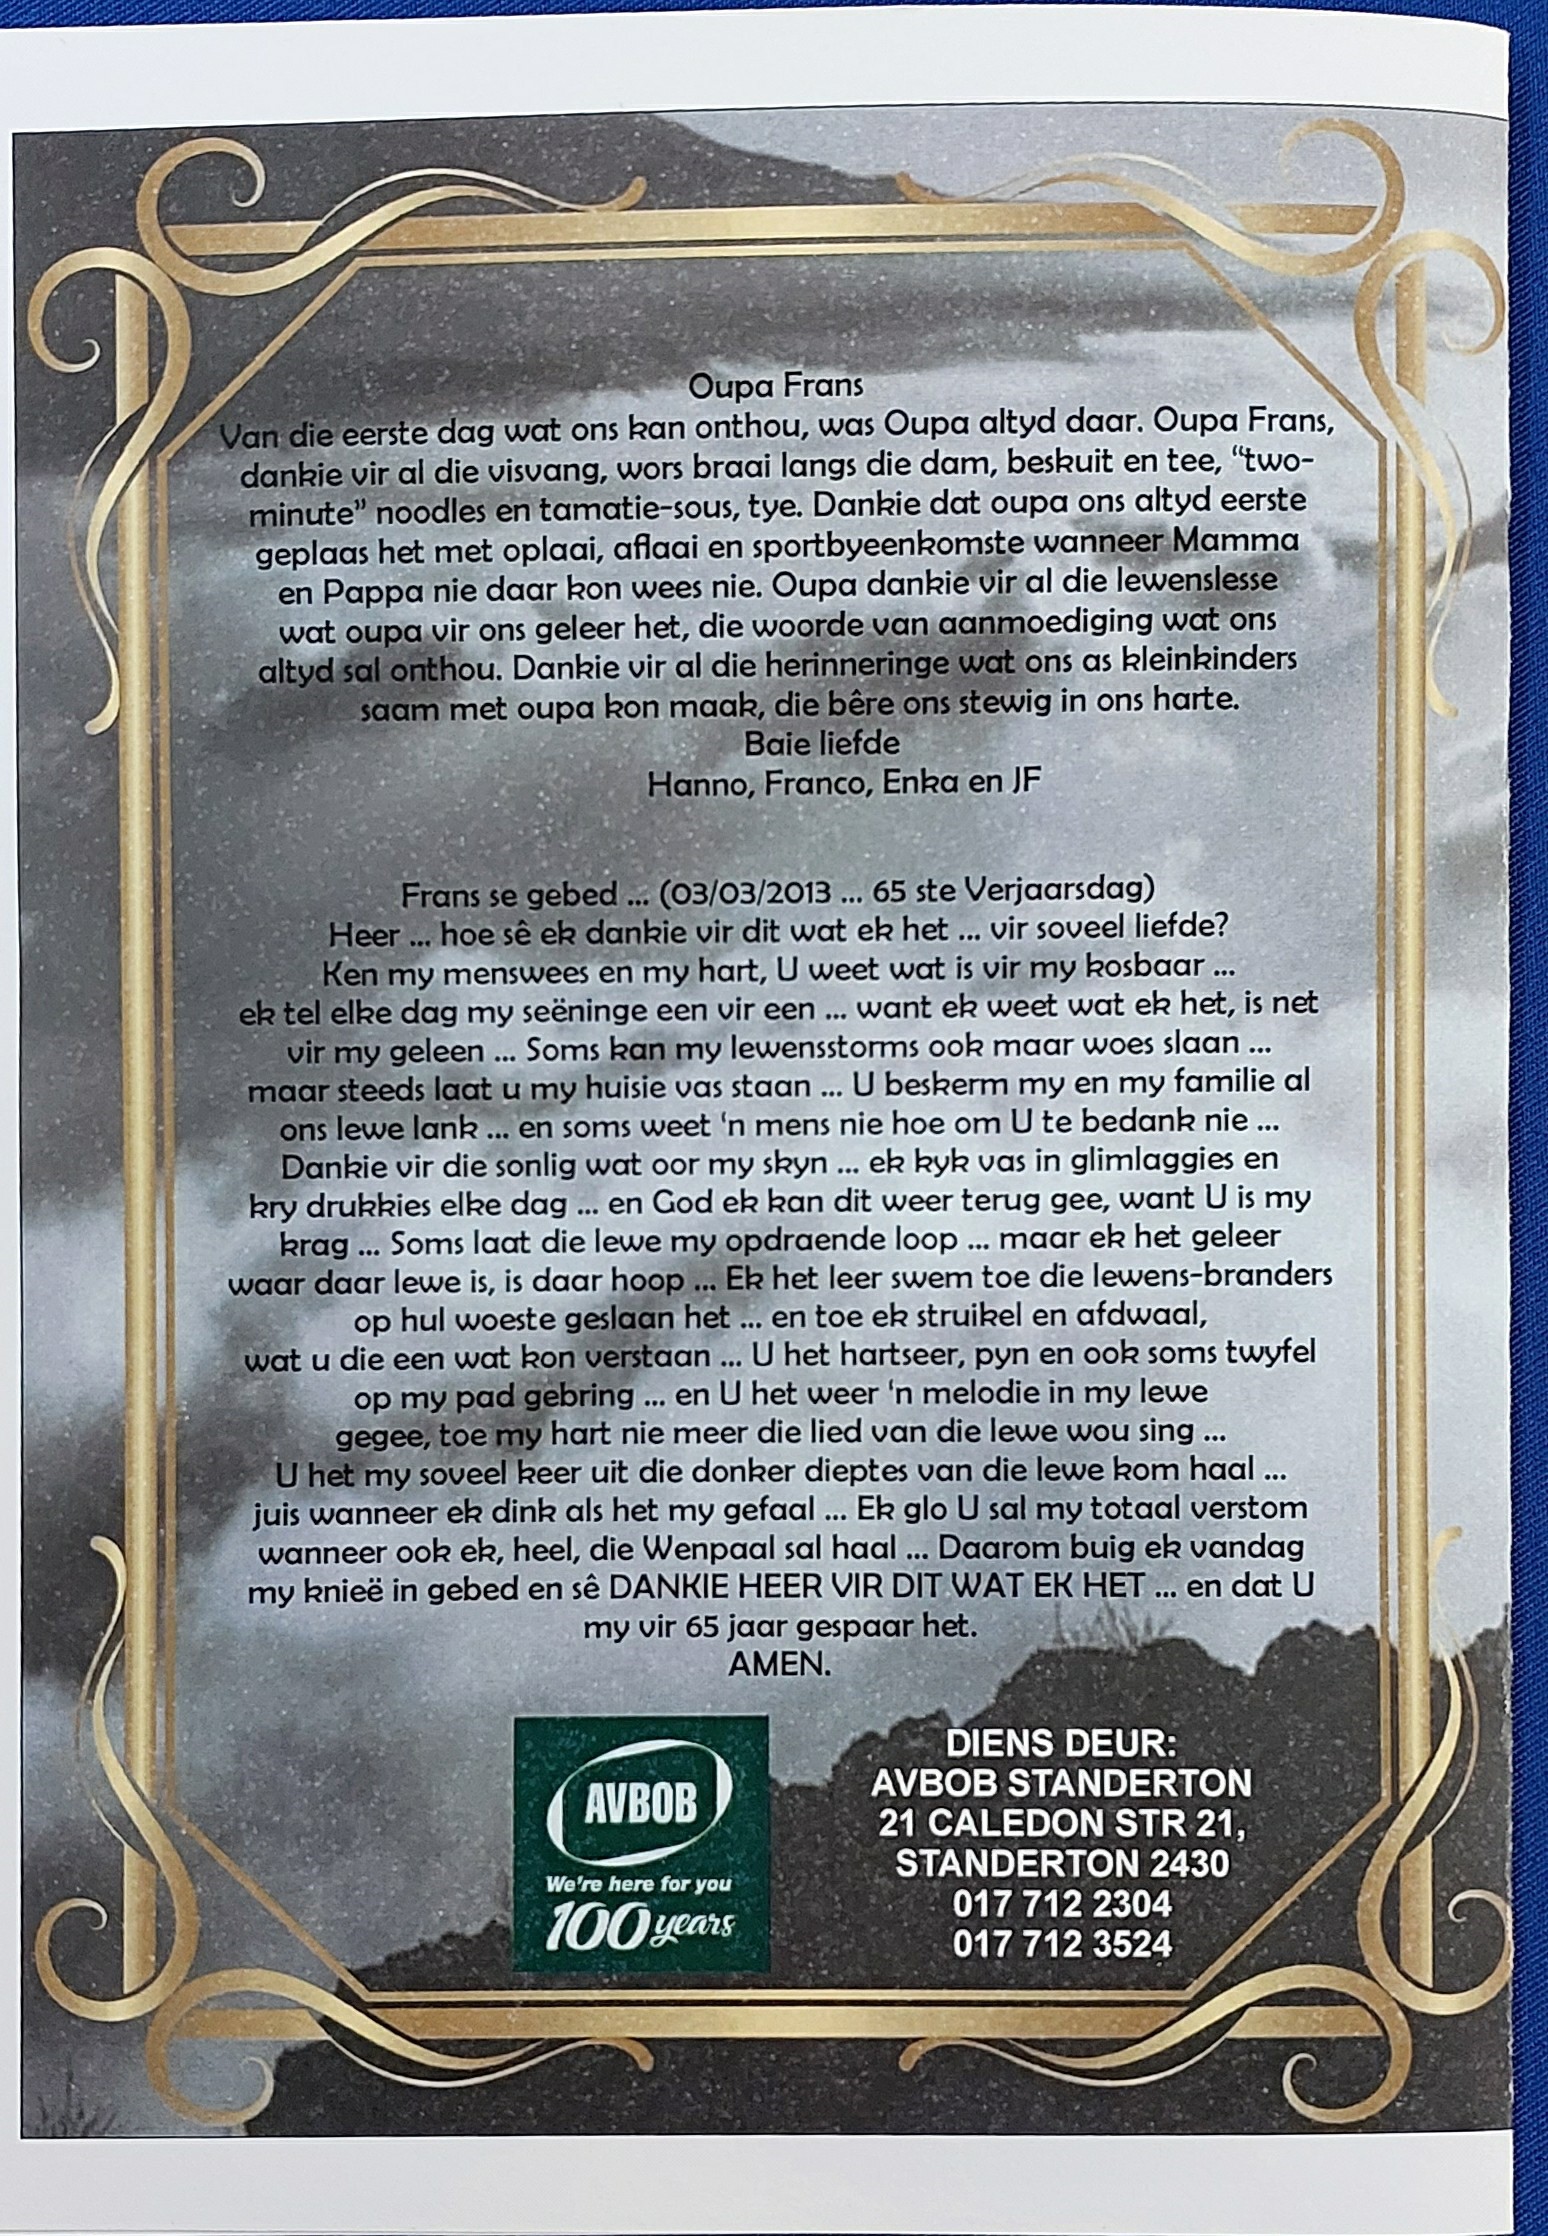 Oupa Frans
Van die eerste dag wat ons kan onthou, was Oupa altyd daar. Oupa Frans,
dankie vir al die visvang, wors braai langs die dam, beskuit en tee, “two-
minute” noodles en tamatie-sous, tye. Dankie dat oupa ons altyd eerste
geplaas het met oplaai, aflaai en sportbyeenkomste wanneer Mamma
en Pappa nie daar kon wees nie. Oupa dankie vir al die lewenslesse
wat oupa vir ons geleer het, die woorde van aanmoediging wat ons
altyd sal onthou. Dankie vir al die herinneringe wat ons as kleinkinders
saam met oupa kon maak, die bêre ons stewig in ons harte.
Baie liefde
Hanno, Franco, Enka en JF
Frans se gebed ... (03/03/2013 ... 65 ste Verjaarsdag)
Heer ... hoe sê ek dankie vir dit wat ek het ... vir soveel liefde?
Ken my menswees en my hart, U weet wat is vir my kosbaar ...
ek tel elke dag my seëninge een vir een ... want ek weet wat ek het, is net
vir my geleen ... Soms kan my lewensstorms ook maar woes slaan ...
maar steeds laat u my huisie vas staan ... U beskerm my en my familie al
ons lewe lank ... en soms weet ‘n mens nie hoe om U te bedank nie ...
Dankie vir die sonlig wat oor my skyn ... ek kyk vas in glimlaggies en
kry drukkies elke dag ... en God ek kan dit weer terug gee, want U is my
krag ... Soms laat die lewe my opdraende loop ... maar ek het geleer
waar daar lewe is, is daar hoop ... Ek het leer swem toe die lewens-branders
op hul woeste geslaan het ... en toe ek struikel en afdwaal,
wat u die een wat kon verstaan ... U het hartseer, pyn en ook soms twyfel
op my pad gebring ... en U het weer ‘n melodie in my lewe
gegee, toe my hart nie meer die lied van die lewe wou sing ...
U het my soveel keer uit die donker dieptes van die lewe kom haal ...
juis wanneer ek dink als het my gefaal ... Ek glo U sal my totaal verstom
wanneer ook ek, heel, die Wenpaal sal haal ... Daarom buig ek vandag
my knieë in gebed en sê DANKIE HEER VIR DIT WAT EK HET ... en dat U
my vir 65 jaar gespaar het.
AMEN.
AVBOB
We're here for you
100 years
DIENS DEUR:
AVBOB STANDERTON
21 CALEDON STR 21,
STANDERTON 2430
017 712 2304
017 712 3524